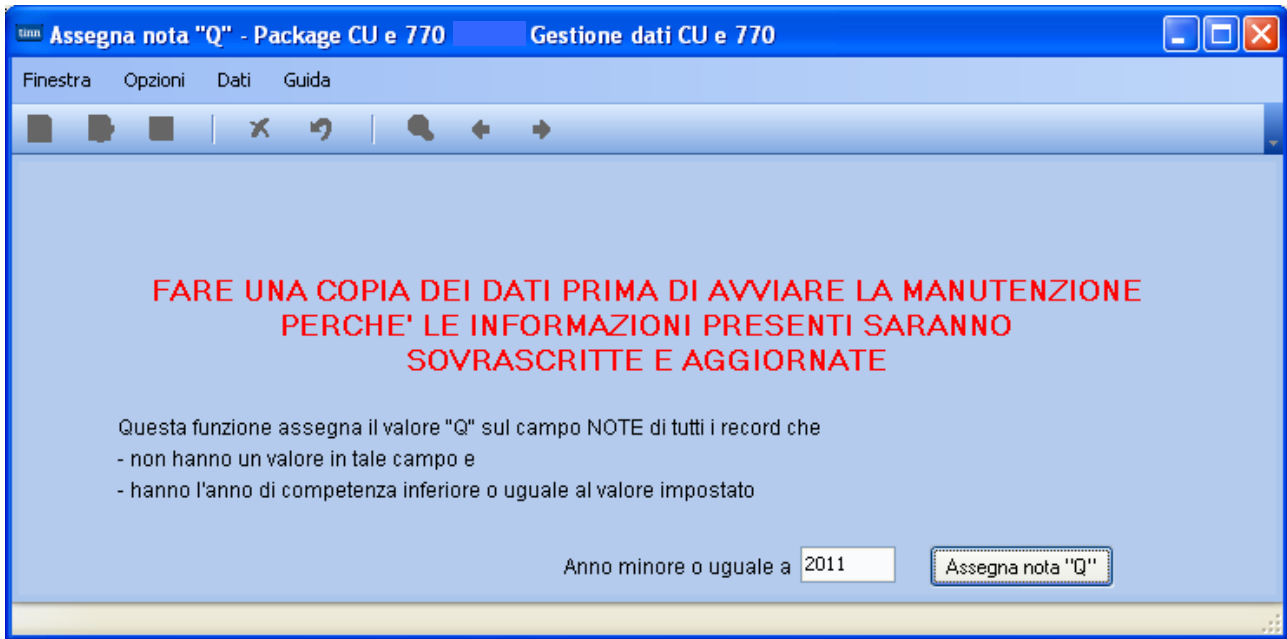 tinn Assegna nota "Q" - Package CU e 770 Gestione dati CU e 770
Finestra Opzioni Dati Guida
FARE UNA COPIA DEI DATI PRIMA DI AVVIARE LA MANUTENZIONE
PERCHE' LE INFORMAZIONI PRESENTI SARANNO
SOVRASCRITTE E AGGIORNATE
Questa funzione assegna il valore "Q" sul campo NOTE di tutti i record che
- non hanno un valore in tale campo e
- hanno l'anno di competenza inferiore o uguale al valore impostato
Anno minore o uguale a 2011 Assegna nota "Q"